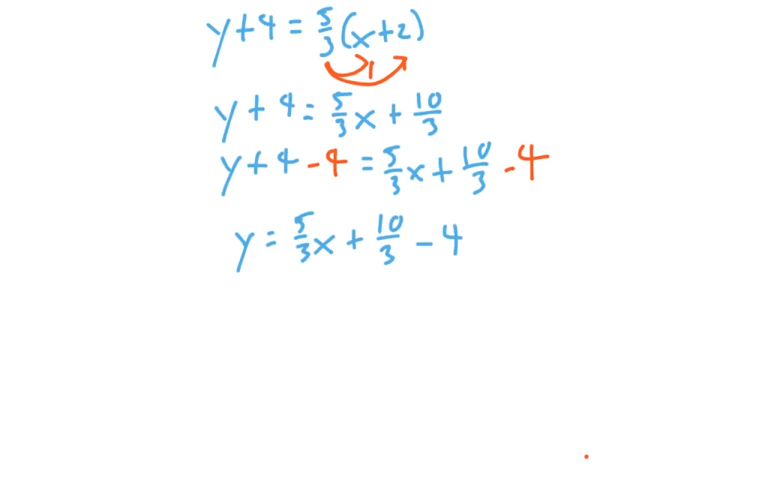 y+4 = 5/3(x+2)
y+4 = 5/3x + 10/3
y+4-4 = 5/3x + 10/3 -4
y = 5/3x + 10/3 - 4